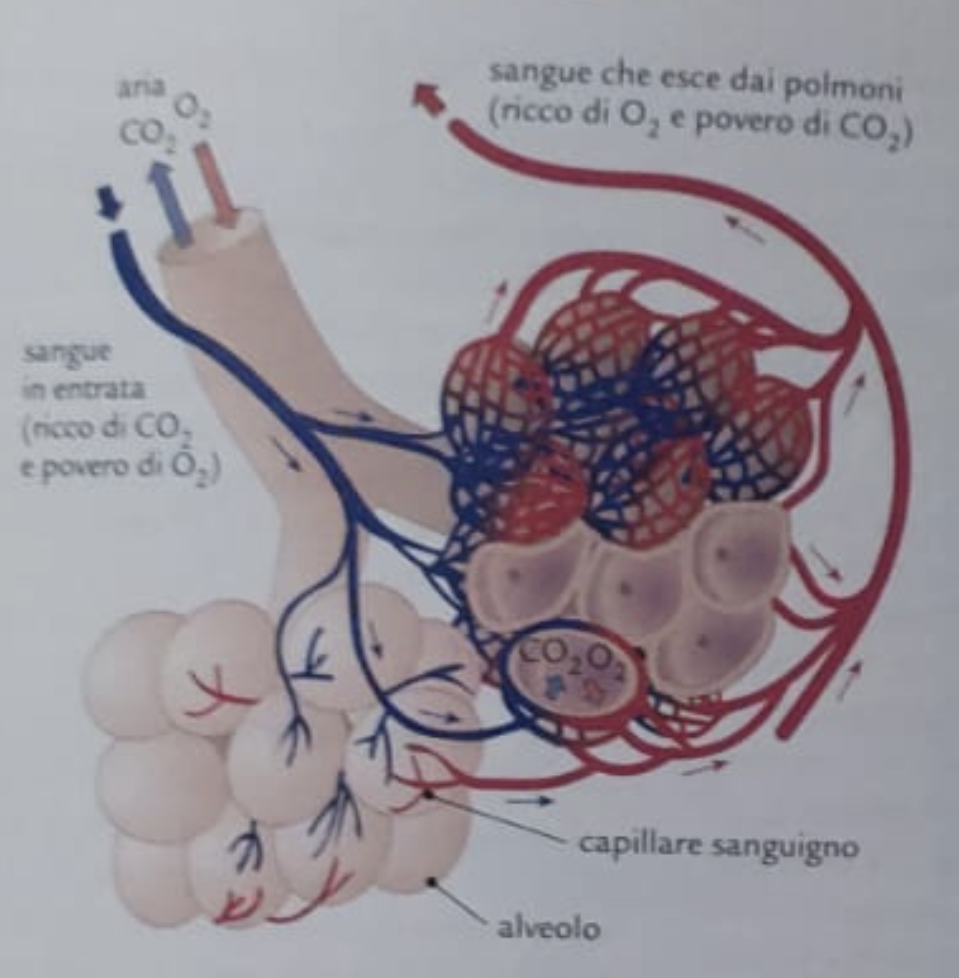 aria
O₂
CO₂
sangue che esce dai polmoni
(ricco di O₂ e povero di CO₂)
sangue
in entrata
(ricco di CO₂
e povero di O₂)
CO₂ O₂
capillare sanguigno
alveolo